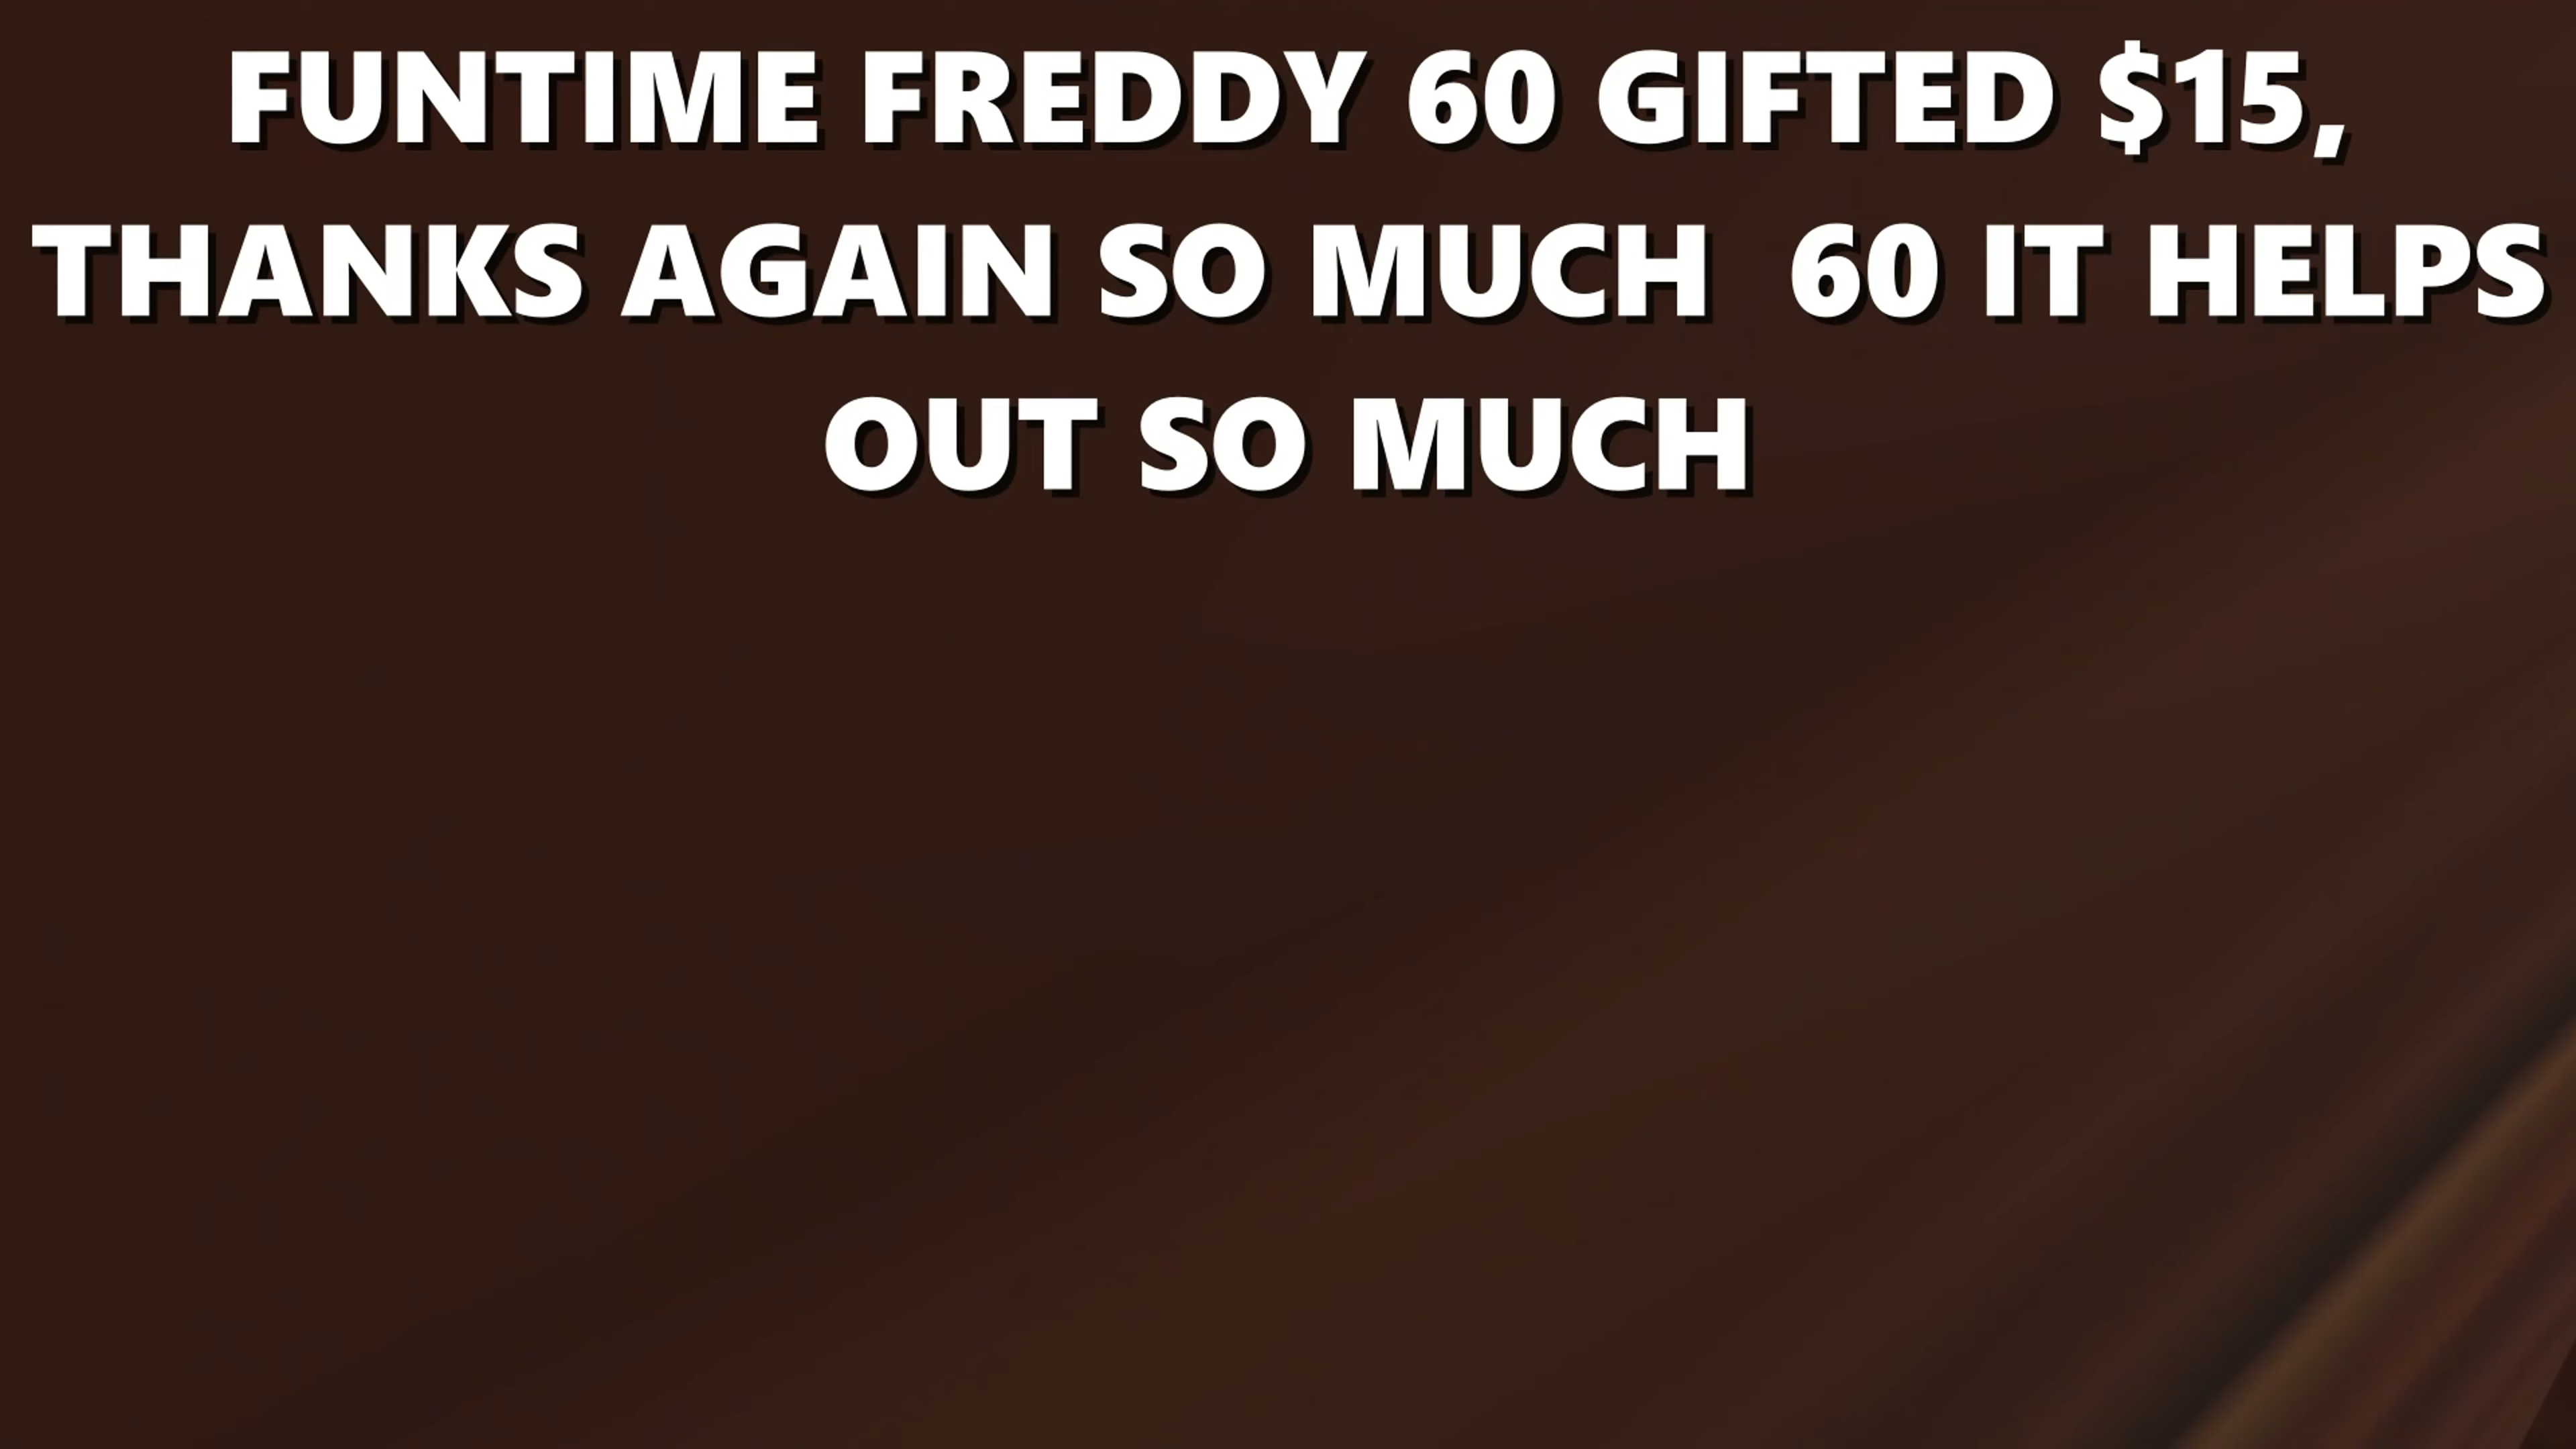 FUNTIME FREDDY 60 GIFTED $15,
THANKS AGAIN SO MUCH  60 IT HELPS
OUT SO MUCH